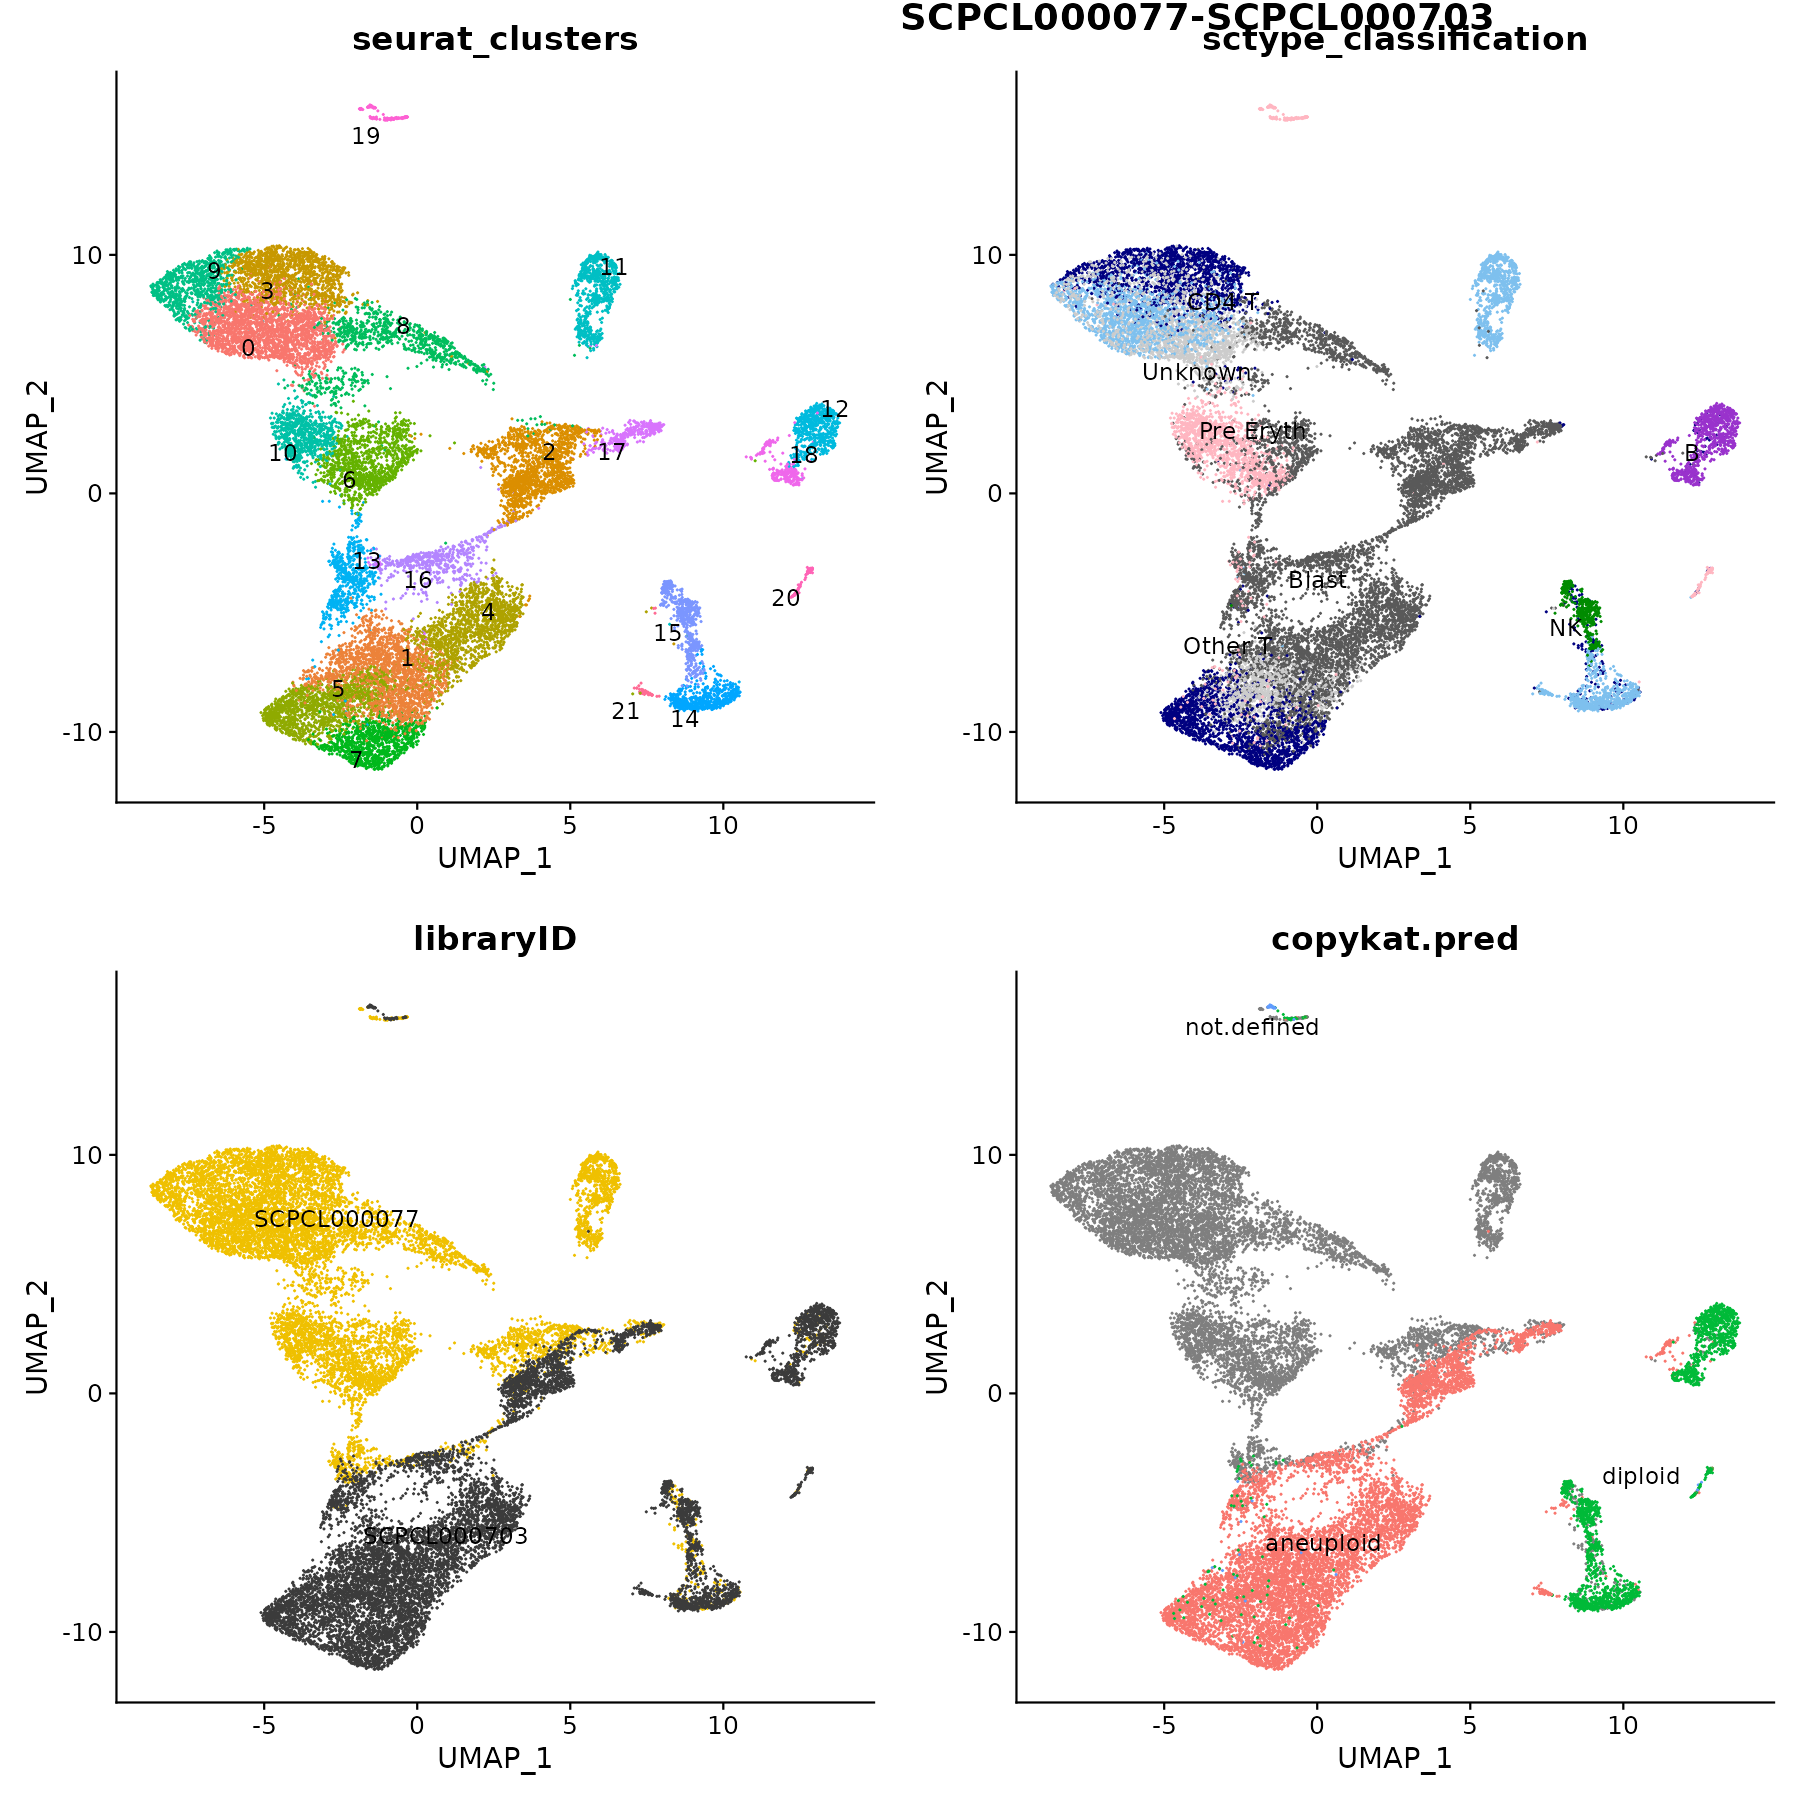 SCPCL000077-SCPCL000703
seurat_clusters
19
9
3
0
8
11
10
6
2
17
12
18
13
16
4
1
5
7
15
20
21
14
10
0
-10
-5
0
5
10
UMAP_1
UMAP_2
sctype_classification
CD4 T
Unknown
Pre Eryth
B
Blast
Other T
NK
10
0
-10
-5
0
5
10
UMAP_1
UMAP_2
libraryID
SCPCL000077
SCPCL000703
10
0
-10
-5
0
5
10
UMAP_1
UMAP_2
copykat.pred
not.defined
diploid
aneuploid
10
0
-10
-5
0
5
10
UMAP_1
UMAP_2